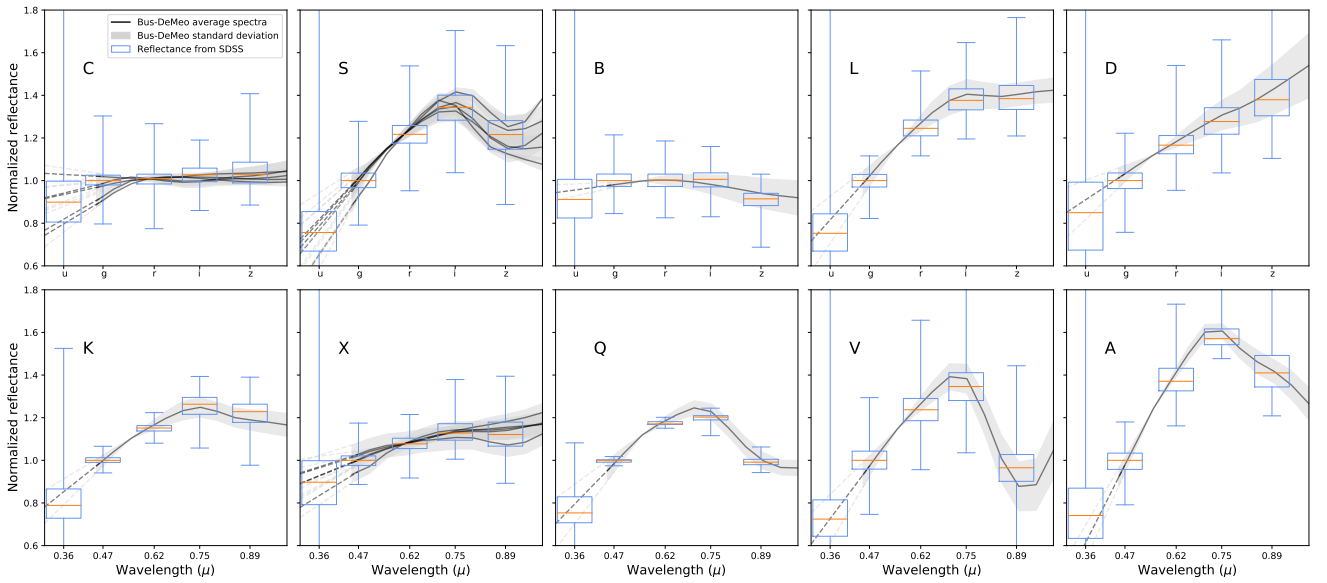 Normalized reflectance
1.8
1.6
1.4
1.2
1.0
0.8
0.6
Bus-DeMeo average spectra
Bus-DeMeo standard deviation
Reflectance from SDSS
C
S
B
L
D
u g r i z
u g r i z
u g r i z
u g r i z
u g r i z
Normalized reflectance
1.8
1.6
1.4
1.2
1.0
0.8
0.6
K
X
Q
V
A
0.36 0.47 0.62 0.75 0.89
0.36 0.47 0.62 0.75 0.89
0.36 0.47 0.62 0.75 0.89
0.36 0.47 0.62 0.75 0.89
0.36 0.47 0.62 0.75 0.89
Wavelength (μ)
Wavelength (μ)
Wavelength (μ)
Wavelength (μ)
Wavelength (μ)